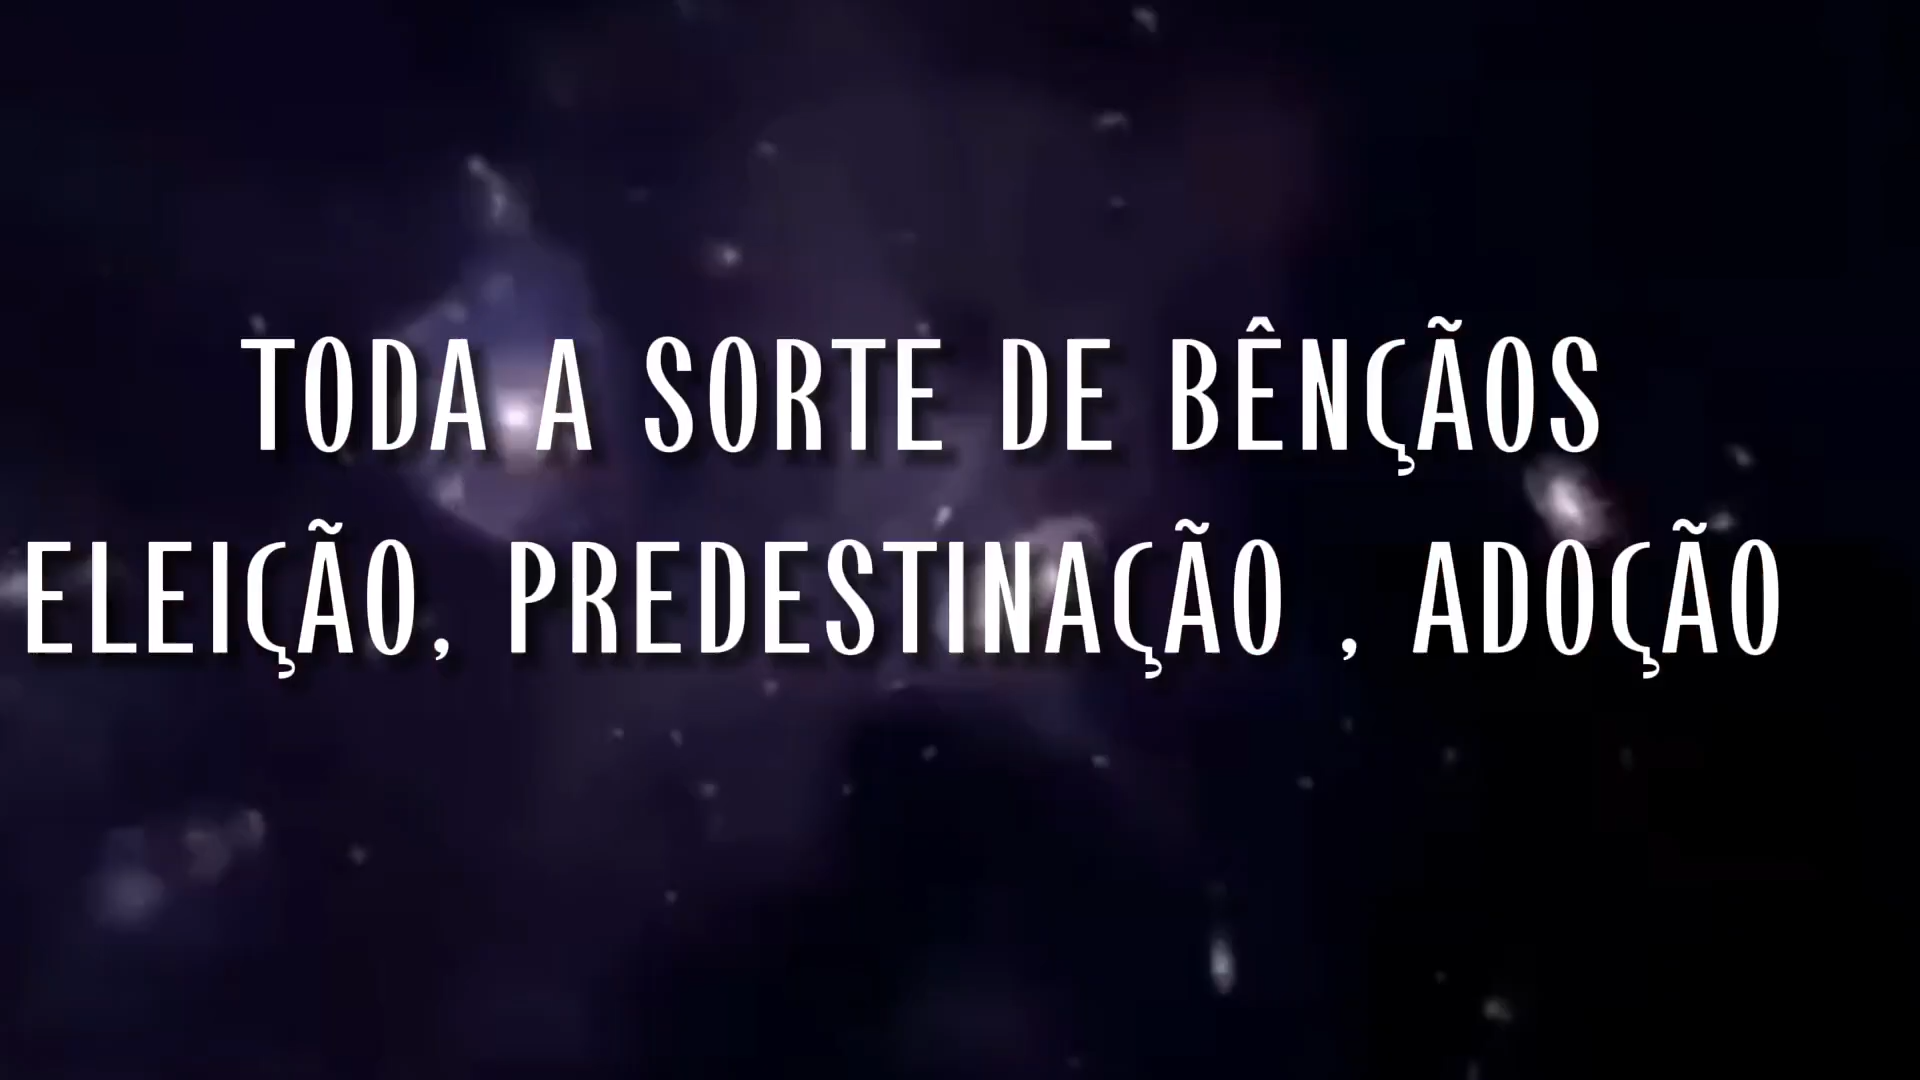 TODA A SORTE DE BÊNÇÃOS
ELEIÇÃO, PREDESTINAÇÃO , ADOÇÃO